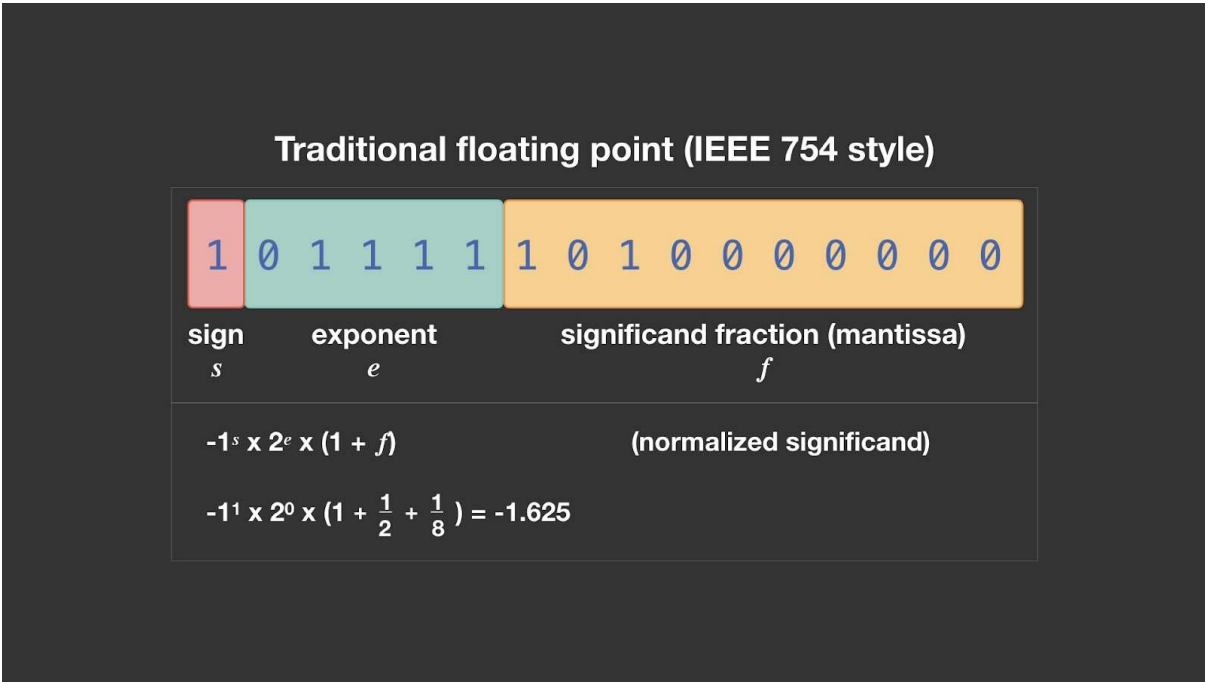 Traditional floating point (IEEE 754 style)
1 0 1 1 1 1 1 0 1 0 0 0 0 0 0 0
sign exponent significand fraction (mantissa)
s e f
-1ˢ x 2ᵉ x (1 + f) (normalized significand)
-1¹ x 2⁰ x (1 + 1/2 + 1/8 ) = -1.625